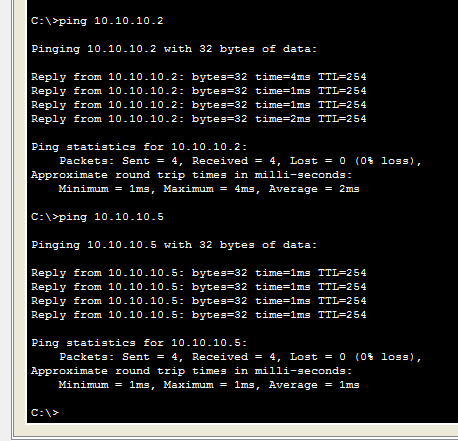 C:\>ping 10.10.10.2
Pinging 10.10.10.2 with 32 bytes of data:
Reply from 10.10.10.2: bytes=32 time=4ms TTL=254
Reply from 10.10.10.2: bytes=32 time=1ms TTL=254
Reply from 10.10.10.2: bytes=32 time=1ms TTL=254
Reply from 10.10.10.2: bytes=32 time=2ms TTL=254
Ping statistics for 10.10.10.2:
    Packets: Sent = 4, Received = 4, Lost = 0 (0% loss),
Approximate round trip times in milli-seconds:
    Minimum = 1ms, Maximum = 4ms, Average = 2ms
C:\>ping 10.10.10.5
Pinging 10.10.10.5 with 32 bytes of data:
Reply from 10.10.10.5: bytes=32 time=1ms TTL=254
Reply from 10.10.10.5: bytes=32 time=1ms TTL=254
Reply from 10.10.10.5: bytes=32 time=1ms TTL=254
Reply from 10.10.10.5: bytes=32 time=1ms TTL=254
Ping statistics for 10.10.10.5:
    Packets: Sent = 4, Received = 4, Lost = 0 (0% loss),
Approximate round trip times in milli-seconds:
    Minimum = 1ms, Maximum = 1ms, Average = 1ms
C:\>